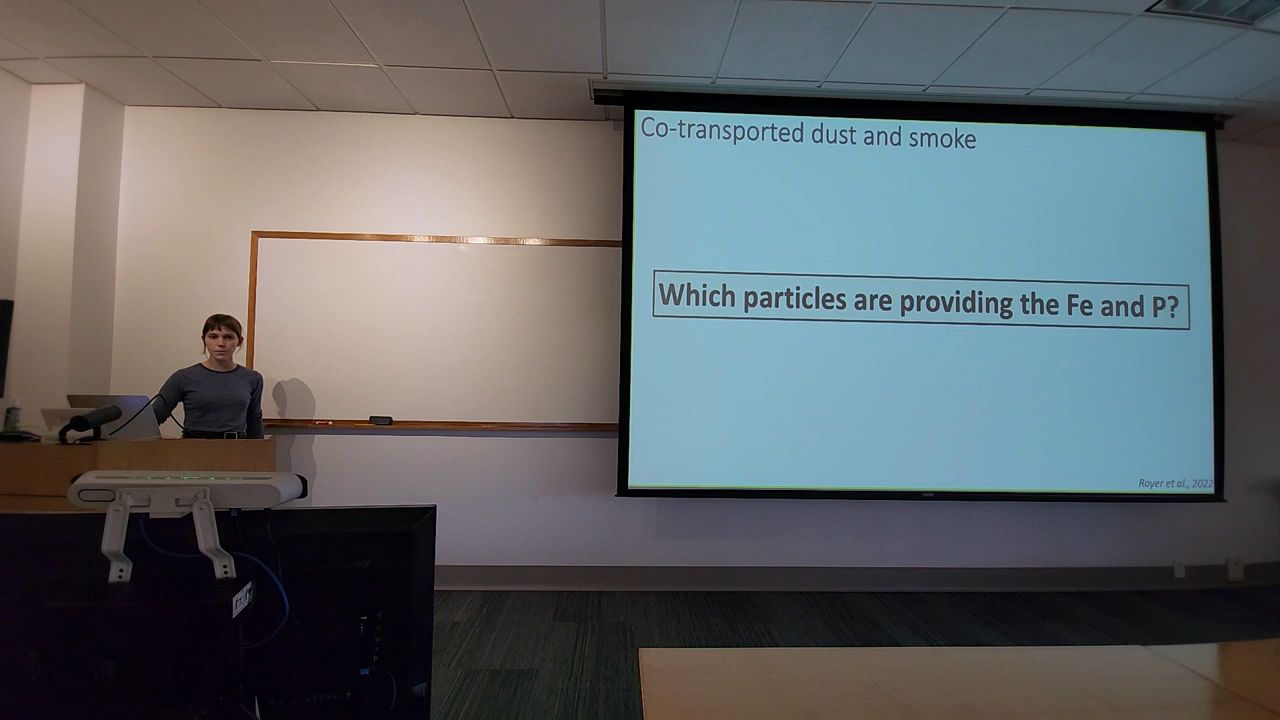 Co-transported dust and smoke
Which particles are providing the Fe and P?
Royer et al., 2022